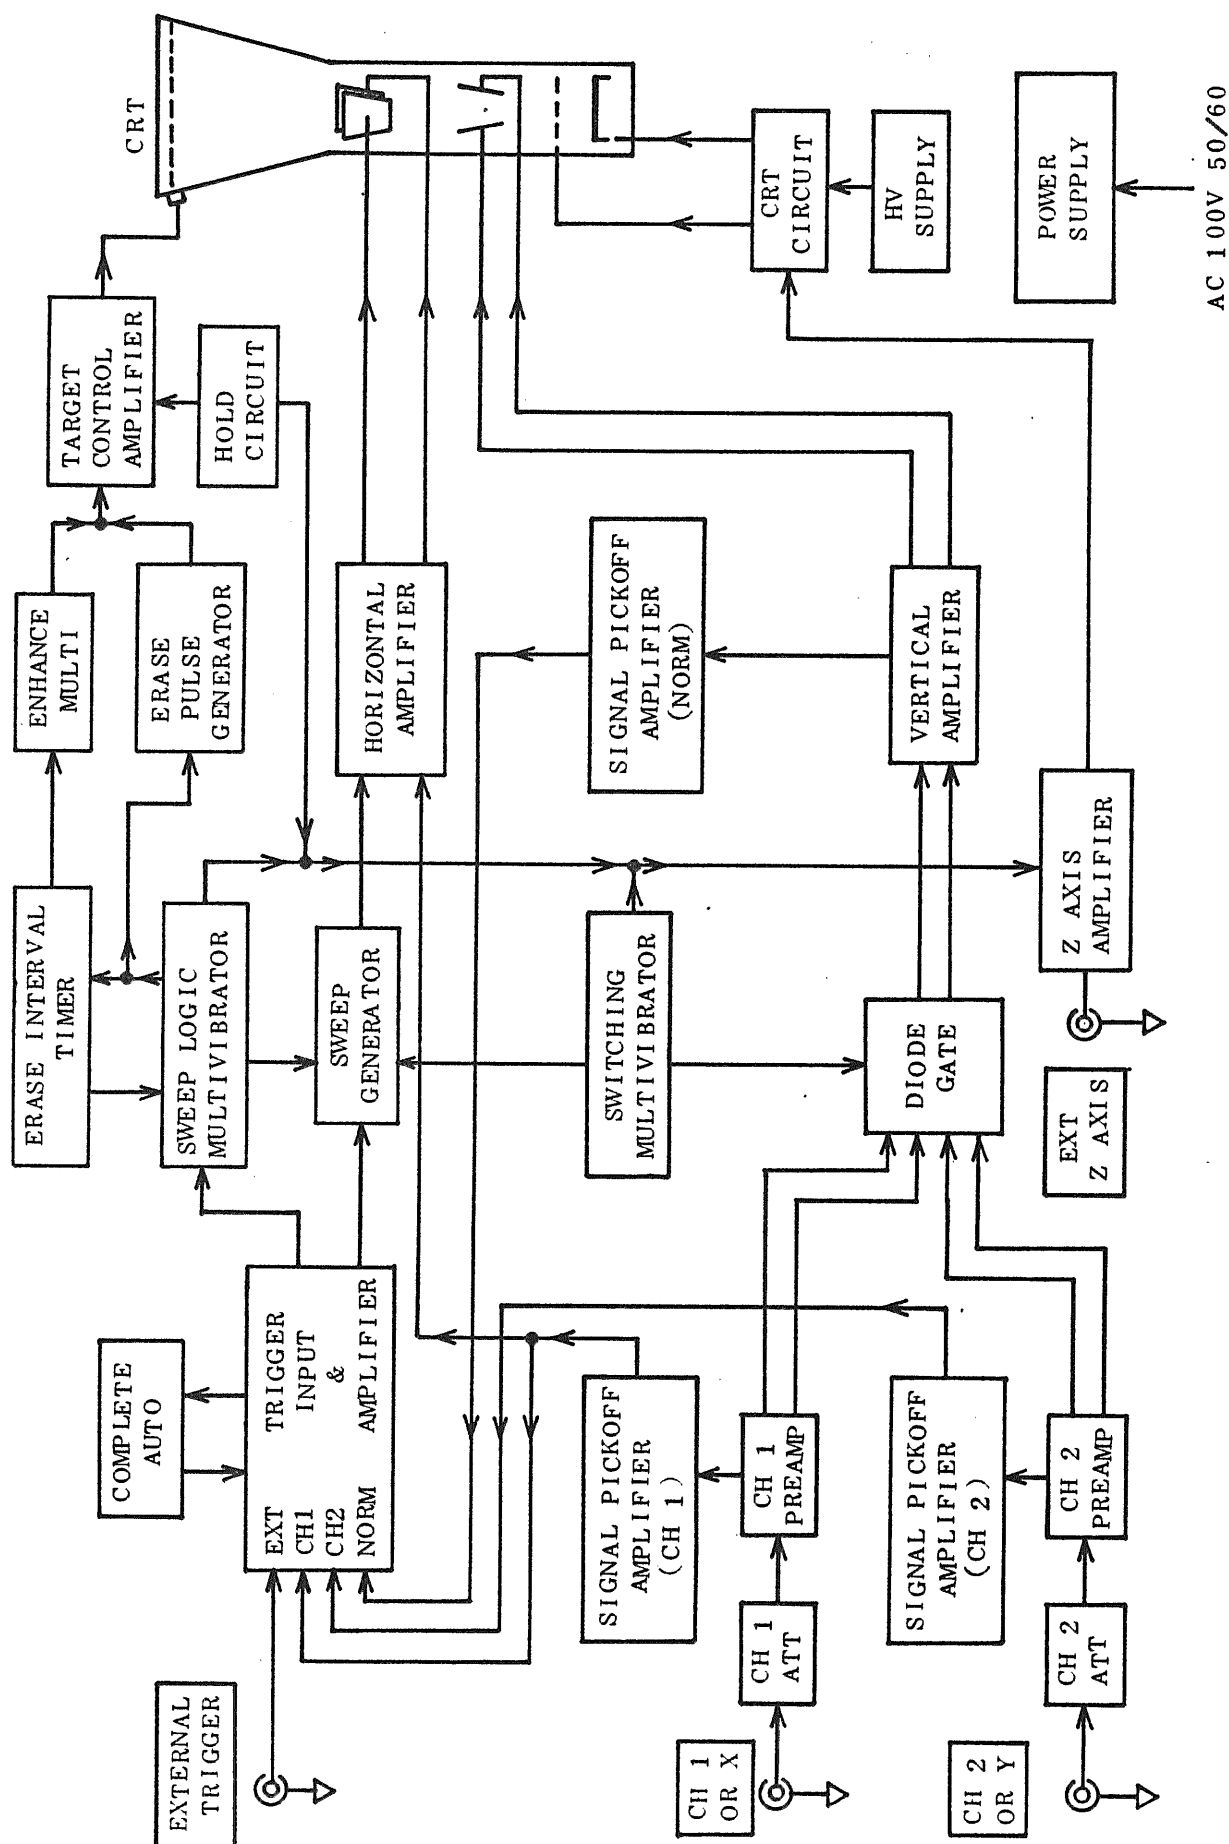 EXTERNAL
TRIGGER
COMPLETE
AUTO
EXT
CH1
CH2
NORM
TRIGGER
INPUT
&
AMPLIFIER
ERASE INTERVAL
TIMER
SWEEP LOGIC
MULTIVIBRATOR
SWEEP
GENERATOR
ENHANCE
MULTI
ERASE
PULSE
GENERATOR
TARGET
CONTROL
AMPLIFIER
HOLD
CIRCUIT
HORIZONTAL
AMPLIFIER
CRT
SIGNAL PICKOFF
AMPLIFIER
(NORM)
SWITCHING
MULTIVIBRATOR
SIGNAL PICKOFF
AMPLIFIER
(CH 1)
CH 1
OR X
CH 1
ATT
CH 1
PREAMP
DIODE
GATE
VERTICAL
AMPLIFIER
CRT
CIRCUIT
HV
SUPPLY
SIGNAL PICKOFF
AMPLIFIER
(CH 2)
CH 2
OR Y
CH 2
ATT
CH 2
PREAMP
EXT
Z AXIS
Z AXIS
AMPLIFIER
POWER
SUPPLY
AC 100V 50/60